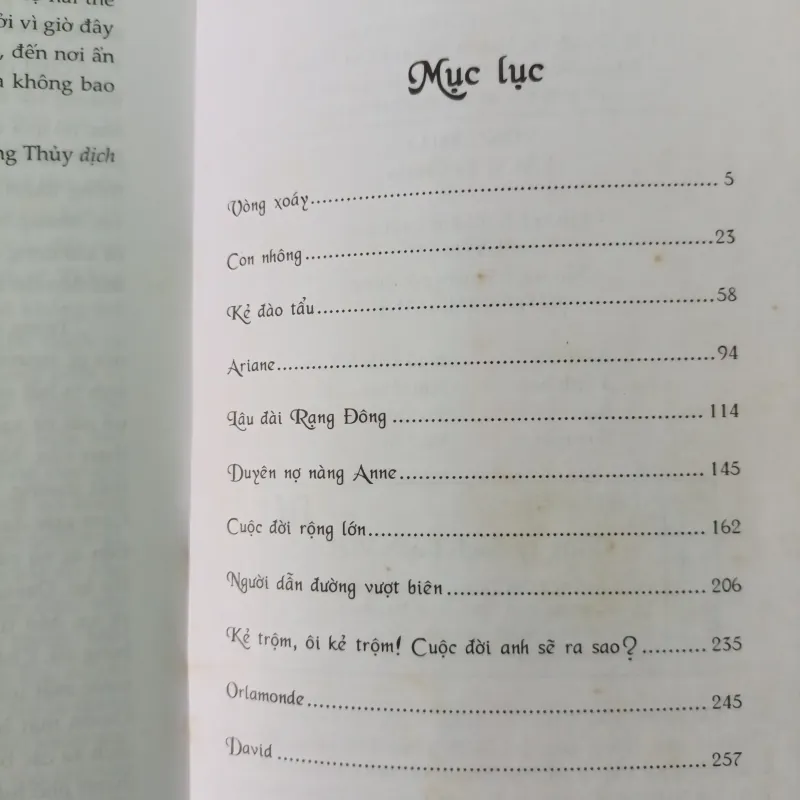 ởi vì giờ đây
, đến nơi ẩn
không bao
Thủy dịch
Mục lục
Vòng xoáy 5
Con nhông 23
Kẻ đào tẩu 58
Ariane 94
Lâu đài Rạng Đông 114
Duyên nợ nàng Anne 145
Cuộc đời rộng lớn 162
Người dẫn đường vượt biên 206
Kẻ trộm, ôi kẻ trộm! Cuộc đời anh sẽ ra sao? 235
Orlamonde 245
David 257